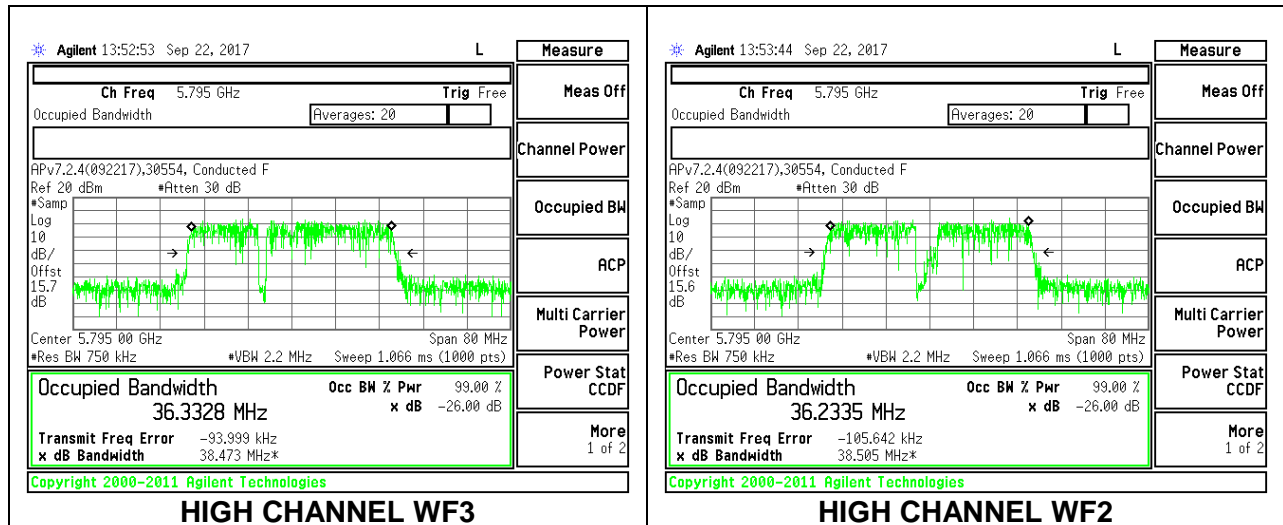 Agilent 13:52:53 Sep 22, 2017 L
Measure
Ch Freq 5.795 GHz Trig Free
Meas Off
Occupied Bandwidth Averages: 20
Channel Power
APv7.2.4(092217),30554, Conducted F
Ref 20 dBm #Atten 30 dB
#Samp
Log
10
dB/
Offst
15.7
dB
Occupied BW
ACP
Multi Carrier
Power
Center 5.795 00 GHz Span 80 MHz
#Res BW 750 kHz #VBW 2.2 MHz Sweep 1.066 ms (1000 pts)
Power Stat
CCDF
Occupied Bandwidth Occ BW % Pwr 99.00 %
36.3328 MHz x dB -26.00 dB
More
1 of 2
Transmit Freq Error -93.999 kHz
x dB Bandwidth 38.473 MHz*
Copyright 2000-2011 Agilent Technologies
HIGH CHANNEL WF3
Agilent 13:53:44 Sep 22, 2017 L
Measure
Ch Freq 5.795 GHz Trig Free
Meas Off
Occupied Bandwidth Averages: 20
Channel Power
APv7.2.4(092217),30554, Conducted F
Ref 20 dBm #Atten 30 dB
#Samp
Log
10
dB/
Offst
15.6
dB
Occupied BW
ACP
Multi Carrier
Power
Center 5.795 00 GHz Span 80 MHz
#Res BW 750 kHz #VBW 2.2 MHz Sweep 1.066 ms (1000 pts)
Power Stat
CCDF
Occupied Bandwidth Occ BW % Pwr 99.00 %
36.2335 MHz x dB -26.00 dB
More
1 of 2
Transmit Freq Error -105.642 kHz
x dB Bandwidth 38.505 MHz*
Copyright 2000-2011 Agilent Technologies
HIGH CHANNEL WF2